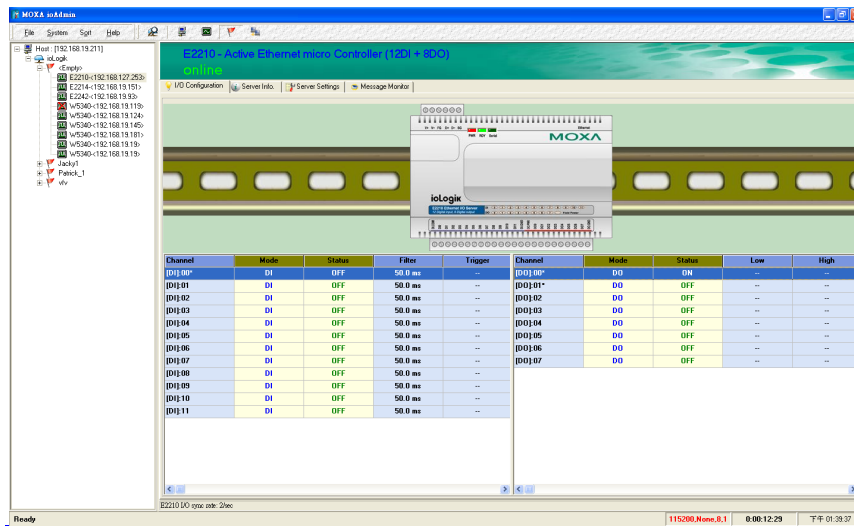 MOXA ioAdmin
File System Sort Help
Host : [192.168.19.211]
ioLogik
<Empty>
E2210-<192.168.127.253>
E2214-<192.168.19.151>
E2242-<192.168.19.93>
W5340-<192.168.19.119>
W5340-<192.168.19.124>
W5340-<192.168.19.145>
W5340-<192.168.19.181>
W5340-<192.168.19.19>
W5340-<192.168.19.19>
Jacky1
Patrick_1
vfv
E2210 - Active Ethernet micro Controller (12DI + 8DO)
online
I/O Configuration Server Info. Server Settings Message Monitor
Ethernet
PWR RDY Serial
MOXA
ioLogik
E2210 Ethernet I/O Server
Channel Mode Status Filter Trigger
[DI]:00* DI OFF 50.0 ms --
[DI]:01 DI OFF 50.0 ms --
[DI]:02 DI OFF 50.0 ms --
[DI]:03 DI OFF 50.0 ms --
[DI]:04 DI OFF 50.0 ms --
[DI]:05 DI OFF 50.0 ms --
[DI]:06 DI OFF 50.0 ms --
[DI]:07 DI OFF 50.0 ms --
[DI]:08 DI OFF 50.0 ms --
[DI]:09 DI OFF 50.0 ms --
[DI]:10 DI OFF 50.0 ms --
[DI]:11 DI OFF 50.0 ms --
Channel Mode Status Low High
[DO]:00* DO ON -- --
[DO]:01* DO OFF -- --
[DO]:02 DO OFF -- --
[DO]:03 DO OFF -- --
[DO]:04 DO OFF -- --
[DO]:05 DO OFF -- --
[DO]:06 DO OFF -- --
[DO]:07 DO OFF -- --
E2210 I/O sync rate: 2/sec
Ready
115200,None,8,1 0:00:12:29 下午 01:39:37